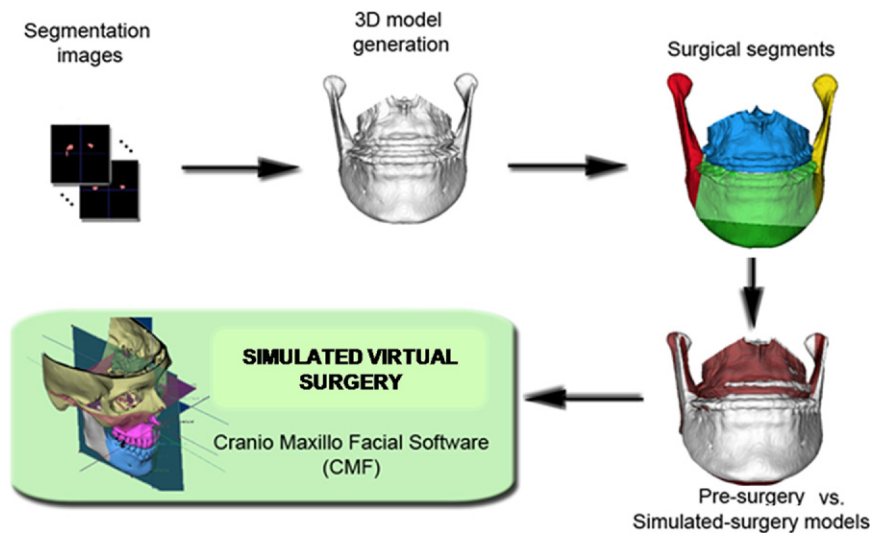 Segmentation
images
3D model
generation
Surgical segments
Pre-surgery vs.
Simulated-surgery models
SIMULATED VIRTUAL
SURGERY
Cranio Maxillo Facial Software
(CMF)